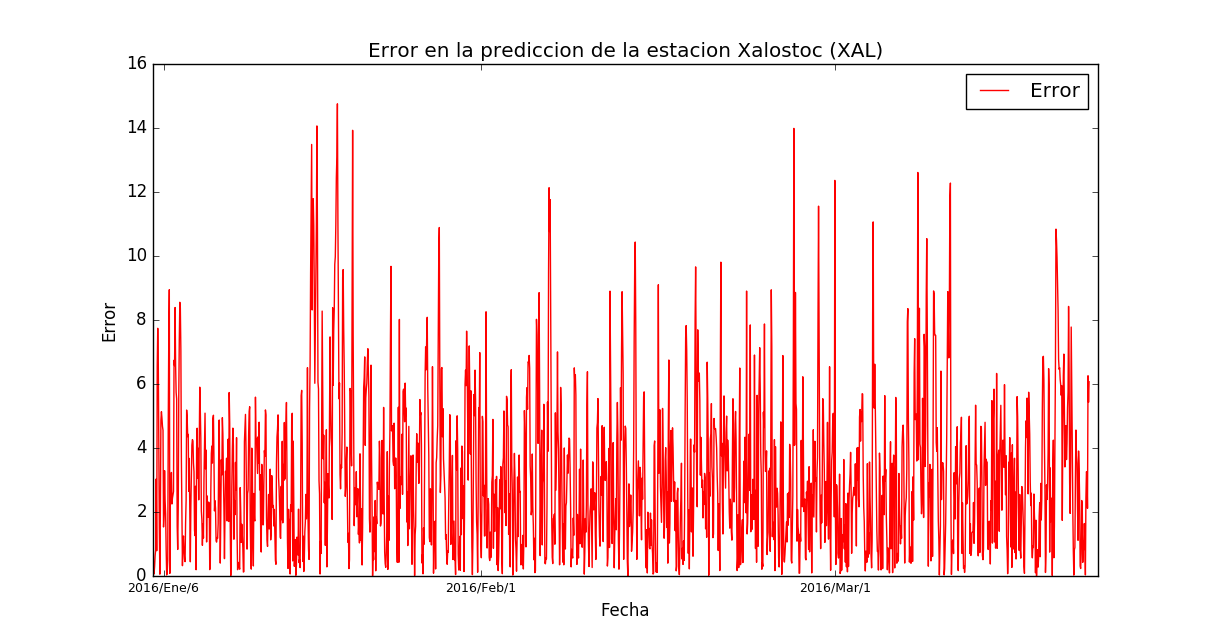 Error en la prediccion de la estacion Xalostoc (XAL)
16
14
12
10
8
6
4
2
0
Error
Error
2016/Ene/6
2016/Feb/1
2016/Mar/1
Fecha